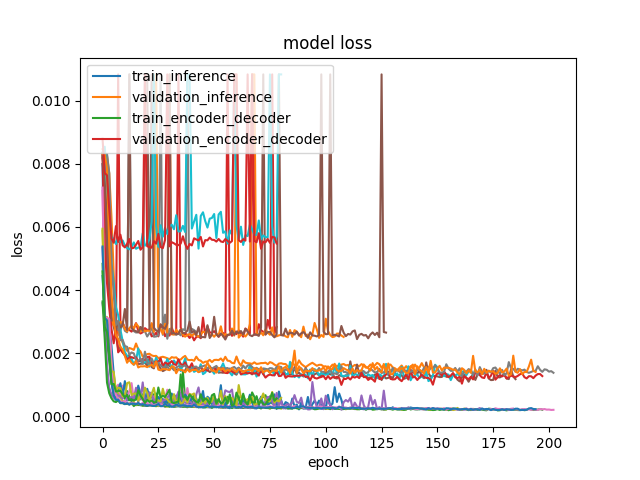 model loss
train_inference
validation_inference
train_encoder_decoder
validation_encoder_decoder
loss
0.010
0.008
0.006
0.004
0.002
0.000
0 25 50 75 100 125 150 175 200
epoch